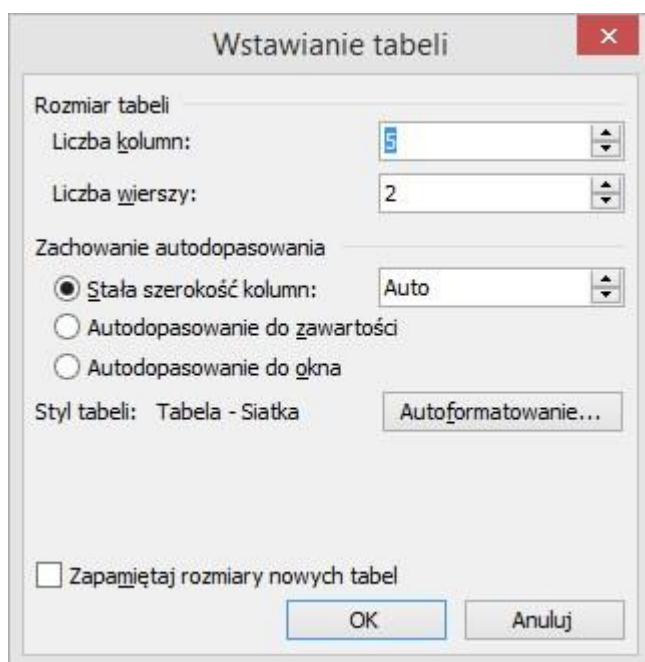 Wstawianie tabeli
Rozmiar tabeli
Liczba kolumn: 5
Liczba wierszy: 2
Zachowanie autodopasowania
Stała szerokość kolumn: Auto
Autodopasowanie do zawartości
Autodopasowanie do okna
Styl tabeli: Tabela - Siatka Autoformatowanie...
Zapamiętaj rozmiary nowych tabel
OK Anuluj